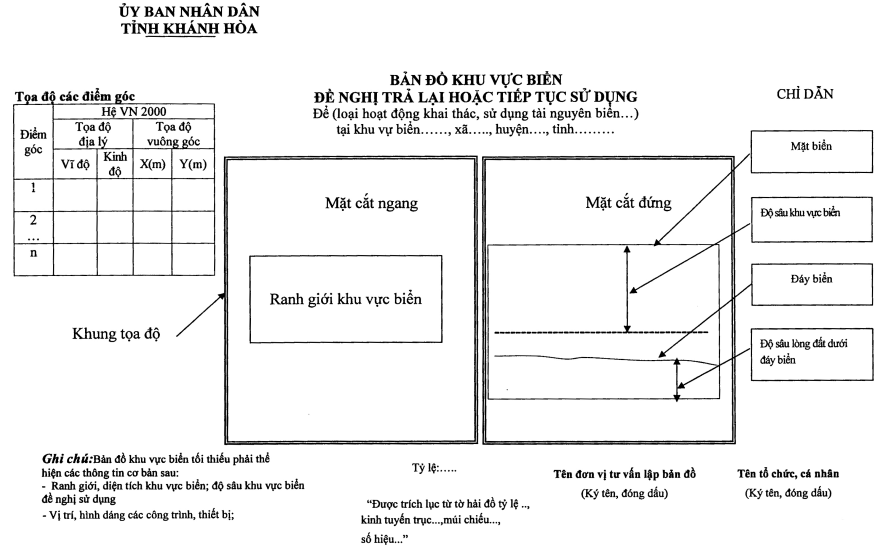 ỦY BAN NHÂN DÂN
TỈNH KHÁNH HÒA
BẢN ĐỒ KHU VỰC BIỂN
ĐỀ NGHỊ TRẢ LẠI HOẶC TIẾP TỤC SỬ DỤNG
Để (loại hoạt động khai thác, sử dụng tài nguyên biển…)
tại khu vự biển……, xã….., huyện…., tỉnh………
CHỈ DẪN
Tọa độ các điểm góc
Điểm góc
Hệ VN 2000
Tọa độ địa lý
Tọa độ vuông góc
Vĩ độ
Kinh độ
X(m)
Y(m)
1
2
…
n
Khung tọa độ
Mặt cắt ngang
Ranh giới khu vực biển
Mặt cắt đứng
Mặt biển
Độ sâu khu vực biển
Đáy biển
Độ sâu lòng đất dưới
đáy biển
Ghi chú:Bản đồ khu vực biển tối thiểu phải thể
hiện các thông tin cơ bản sau:
- Ranh giới, diện tích khu vực biển; độ sâu khu vực biển
đề nghị sử dụng
- Vị trí, hình dáng các công trình, thiết bị;
Tỷ lệ:…..
“Được trích lục từ tờ hải đồ tỷ lệ ..,
kinh tuyến trục...,múi chiếu...,
số hiệu...”
Tên đơn vị tư vấn lập bản đồ
(Ký tên, đóng dấu)
Tên tổ chức, cá nhân
(Ký tên, đóng dấu)